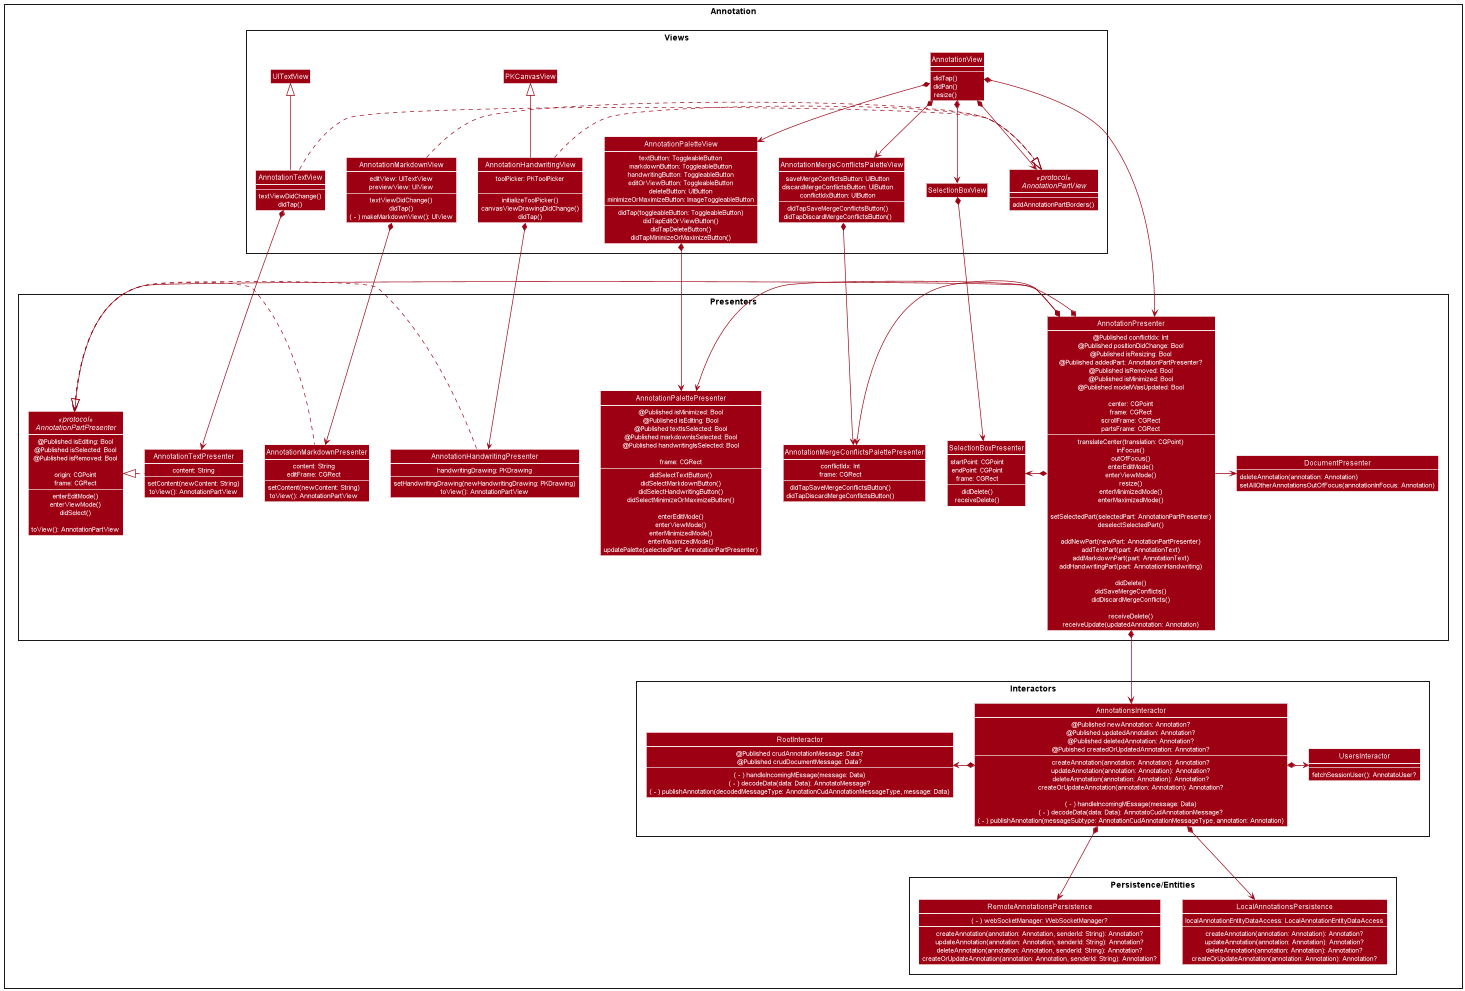 Annotation
Views
UITextView
PKCanvasView
AnnotationView
didTap()
didPan()
resize()
AnnotationTextView
textViewDidChange()
didTap()
AnnotationMarkdownView
editView: UITextView
previewView: UIView
textViewDidChange()
didTap()
( - ) makeMarkdownView(): UIView
AnnotationHandwritingView
toolPicker: PKToolPicker
initializeToolPicker()
canvasViewDrawingDidChange()
didTap()
AnnotationPaletteView
textButton: ToggleableButton
markdownButton: ToggleableButton
handwritingButton: ToggleableButton
editOrViewButton: ToggleableButton
deleteButton: UIButton
minimizeOrMaximizeButton: ImageToggleableButton
didTap(toggleableButton: ToggleableButton)
didTapEditOrViewButton()
didTapDeleteButton()
didTapMinimizeOrMaximizeButton()
AnnotationMergeConflictsPaletteView
saveMergeConflictsButton: UIButton
discardMergeConflictsButton: UIButton
conflictIdxButton: UIButton
didTapSaveMergeConflictsButton()
didTapDiscardMergeConflictsButton()
SelectionBoxView
«protocol»
AnnotationPartView
addAnnotationPartBorders()
Presenters
«protocol»
AnnotationPartPresenter
@Published isEditing: Bool
@Published isSelected: Bool
@Published isRemoved: Bool
origin: CGPoint
frame: CGRect
enterEditMode()
enterViewMode()
didSelect()
toView(): AnnotationPartView
AnnotationTextPresenter
content: String
setContent(newContent: String)
toView(): AnnotationPartView
AnnotationMarkdownPresenter
content: String
editFrame: CGRect
setContent(newContent: String)
toView(): AnnotationPartView
AnnotationHandwritingPresenter
handwritingDrawing: PKDrawing
setHandwritingDrawing(newHandwritingDrawing: PKDrawing)
toView(): AnnotationPartView
AnnotationPalettePresenter
@Published isMinimized: Bool
@Published isEditing: Bool
@Published textIsSelected: Bool
@Published markdownIsSelected: Bool
@Published handwritingIsSelected: Bool
frame: CGRect
didSelectTextButton()
didSelectMarkdownButton()
didSelectHandwritingButton()
didSelectMinimizeOrMaximizeButton()
enterEditMode()
enterViewMode()
enterMinimizedMode()
enterMaximizedMode()
updatePalette(selectedPart: AnnotationPartPresenter)
AnnotationMergeConflictsPalettePresenter
conflictIdx: Int
frame: CGRect
didTapSaveMergeConflictsButton()
didTapDiscardMergeConflictsButton()
SelectionBoxPresenter
startPoint: CGPoint
endPoint: CGPoint
frame: CGRect
didDelete()
receiveDelete()
AnnotationPresenter
@Published conflictIdx: Int
@Published positionDidChange: Bool
@Published isResizing: Bool
@Published addedPart: AnnotationPartPresenter?
@Published isRemoved: Bool
@Published isMinimized: Bool
@Published modelWasUpdated: Bool
center: CGPoint
frame: CGRect
scrollFrame: CGRect
partsFrame: CGRect
translateCenter(translation: CGPoint)
inFocus()
outOfFocus()
enterEditMode()
enterViewMode()
resize()
enterMinimizedMode()
enterMaximizedMode()
setSelectedPart(selectedPart: AnnotationPartPresenter)
deselectSelectedPart()
addNewPart(newPart: AnnotationPartPresenter)
addTextPart(part: AnnotationText)
addMarkdownPart(part: AnnotationText)
addHandwritingPart(part: AnnotationHandwriting)
didDelete()
didSaveMergeConflicts()
didDiscardMergeConflicts()
receiveDelete()
receiveUpdate(updatedAnnotation: Annotation)
DocumentPresenter
deleteAnnotation(annotation: Annotation)
setAllOtherAnnotationsOutOfFocus(annotationInFocus: Annotation)
Interactors
RootInteractor
@Published crudAnnotationMessage: Data?
@Published crudDocumentMessage: Data?
( - ) handleIncomingMEssage(message: Data)
( - ) decodeData(data: Data): AnnotatoMessage?
( - ) publishAnnotation(decodedMessageType: AnnotationCudAnnotationMessageType, message: Data)
AnnotationsInteractor
@Published newAnnotation: Annotation?
@Published updatedAnnotation: Annotation?
@Published deletedAnnotation: Annotation?
@Pubished createdOrUpdatedAnnotation: Annotation?
createAnnotation(annotation: Annotation): Annotation?
updateAnnotation(annotation: Annotation): Annotation?
deleteAnnotation(annotation: Annotation): Annotation?
createOrUpdateAnnotation(annotation: Annotation): Annotation?
( - ) handleIncomingMEssage(message: Data)
( - ) decodeData(data: Data): AnnotatoCudAnnotationMessage?
( - ) publishAnnotation(messageSubtype: AnnotationCudAnnotationMessageType, annotation: Annotation)
UsersInteractor
fetchSessionUser(): AnnotatoUser?
Persistence/Entities
RemoteAnnotationsPersistence
( - ) webSocketManager: WebSocketManager?
createAnnotation(annotation: Annotation, senderId: String): Annotation?
updateAnnotation(annotation: Annotation, senderId: String): Annotation?
deleteAnnotation(annotation: Annotation, senderId: String): Annotation?
createOrUpdateAnnotation(annotation: Annotation, senderId: String): Annotation?
LocalAnnotationsPersistence
localAnnotationEntityDataAccess: LocalAnnotationEntityDataAccess
createAnnotation(annotation: Annotation): Annotation?
updateAnnotation(annotation: Annotation): Annotation?
deleteAnnotation(annotation: Annotation): Annotation?
createOrUpdateAnnotation(annotation: Annotation): Annotation?